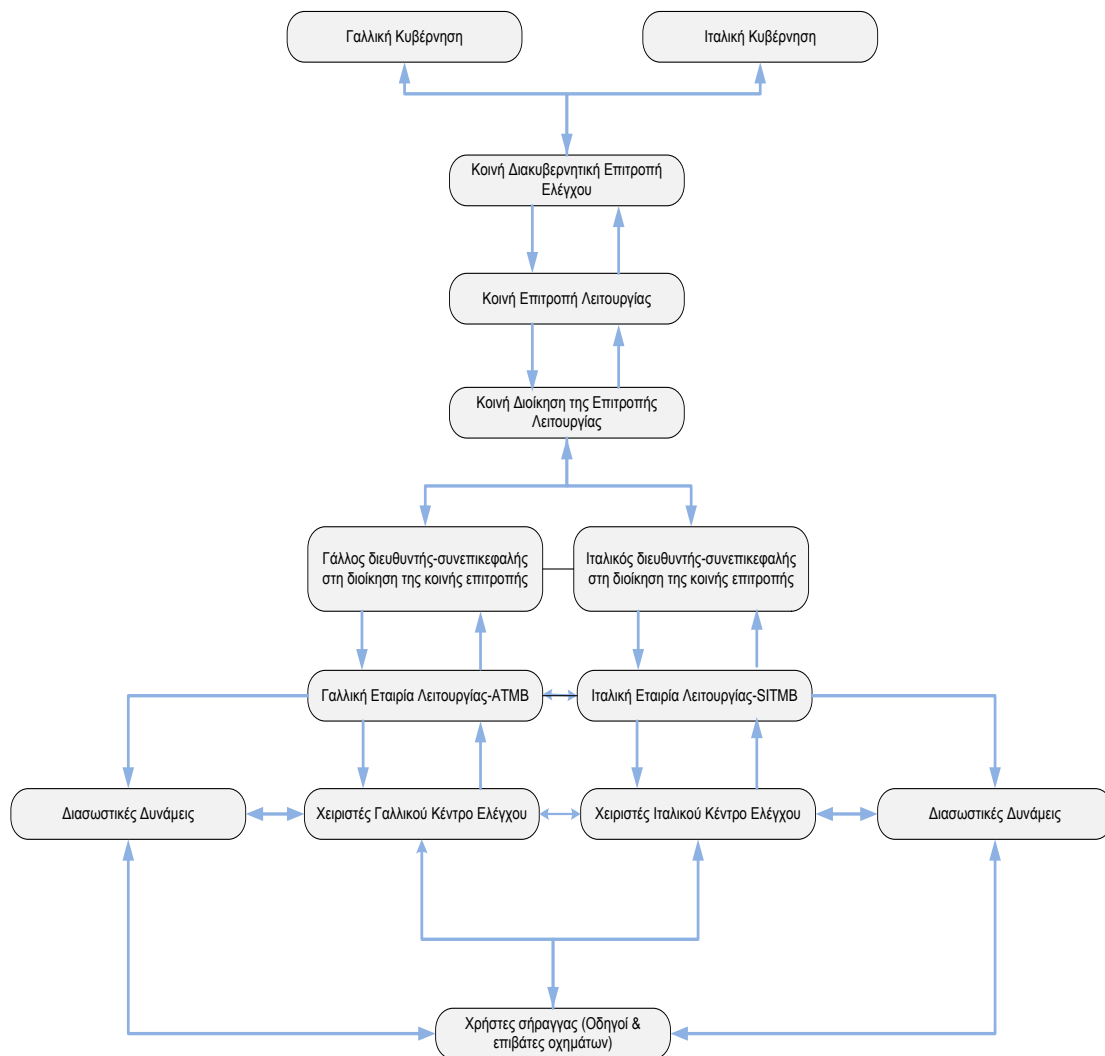 Γαλλική Κυβέρνηση
Ιταλική Κυβέρνηση
Κοινή Διακυβερνητική Επιτροπή
Ελέγχου
Κοινή Επιτροπή Λειτουργίας
Κοινή Διοίκηση της Επιτροπής
Λειτουργίας
Γάλλος διευθυντής-συνεπικεφαλής
στη διοίκηση της κοινής επιτροπής
Ιταλικός διευθυντής-συνεπικεφαλής
στη διοίκηση της κοινής επιτροπής
Γαλλική Εταιρία Λειτουργίας-ATMB
Ιταλική Εταιρία Λειτουργίας-SITMB
Διασωστικές Δυνάμεις
Χειριστές Γαλλικού Κέντρο Ελέγχου
Χειριστές Ιταλικού Κέντρο Ελέγχου
Διασωστικές Δυνάμεις
Χρήστες σήραγγας (Οδηγοί &
επιβάτες οχημάτων)